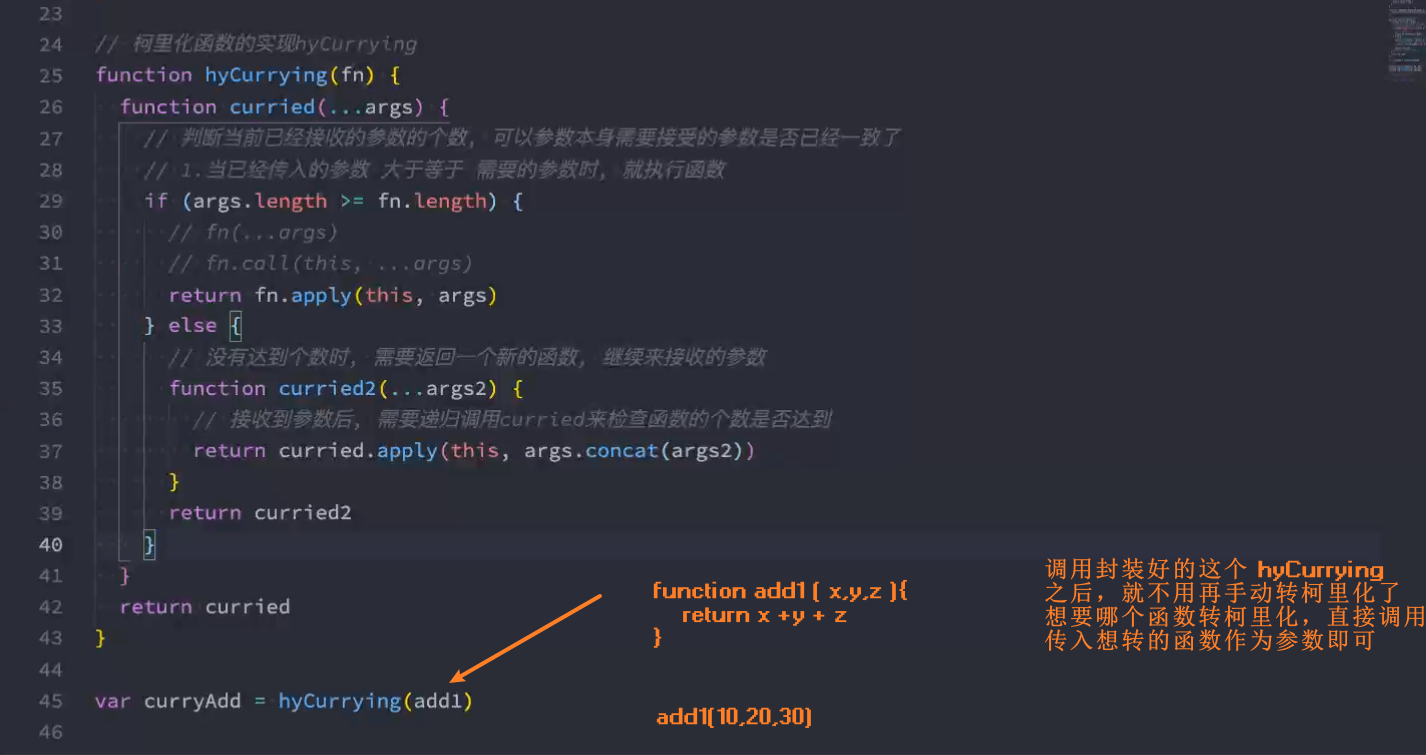 23
24 // 柯里化函数的实现hyCurrying
25 function hyCurrying(fn) {
26 function curried(...args) {
27 // 判断当前已经接收的参数的个数, 可以参数本身需要接受的参数是否已经一致了
28 // 1.当已经传入的参数 大于等于 需要的参数时, 就执行函数
29 if (args.length >= fn.length) {
30 // fn(...args)
31 // fn.call(this, ...args)
32 return fn.apply(this, args)
33 } else {
34 // 没有达到个数时, 需要返回一个新的函数, 继续来接收的参数
35 function curried2(...args2) {
36 // 接收到参数后, 需要递归调用curried来检查函数的个数是否达到
37 return curried.apply(this, args.concat(args2))
38 }
39 return curried2
40 }
41 }
42 return curried
43 }
44
45 var curryAdd = hyCurrying(add1)
46
function add1 ( x,y,z ){
return x +y + z
}
add1(10,20,30)
调用封装好的这个 hyCurrying
之后，就不用再手动转柯里化了
想要哪个函数转柯里化，直接调用
传入想转的函数作为参数即可